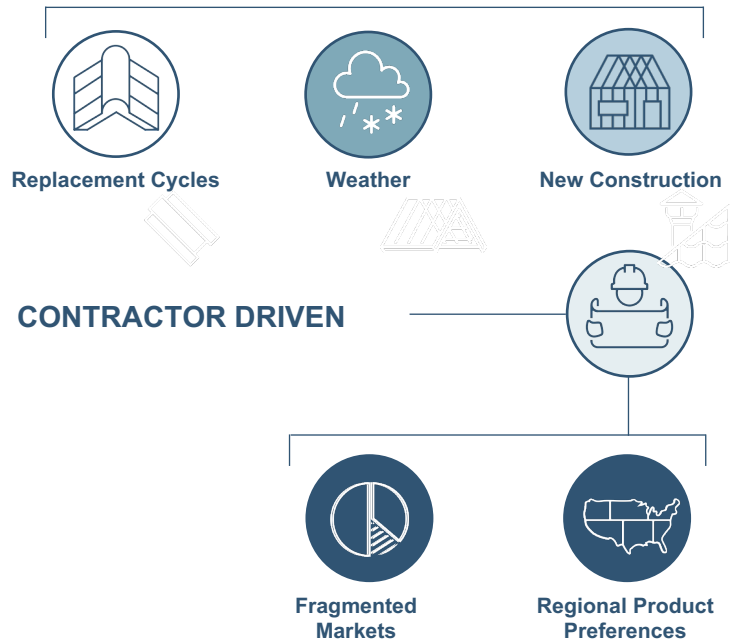 Replacement Cycles
Weather
New Construction
CONTRACTOR DRIVEN
Fragmented
Markets
Regional Product
Preferences